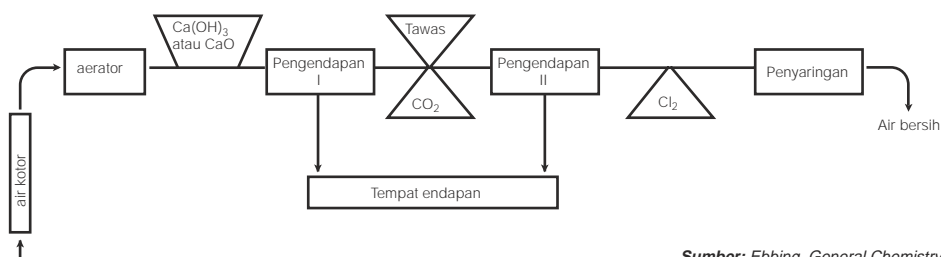 Ca(OH)₃
atau CaO
Tawas
aerator
Pengendapan
I
Pengendapan
II
Penyaringan
CO₂
Cl₂
Air bersih
air kotor
Tempat endapan
Sumber: Ebbing, General Chemistry